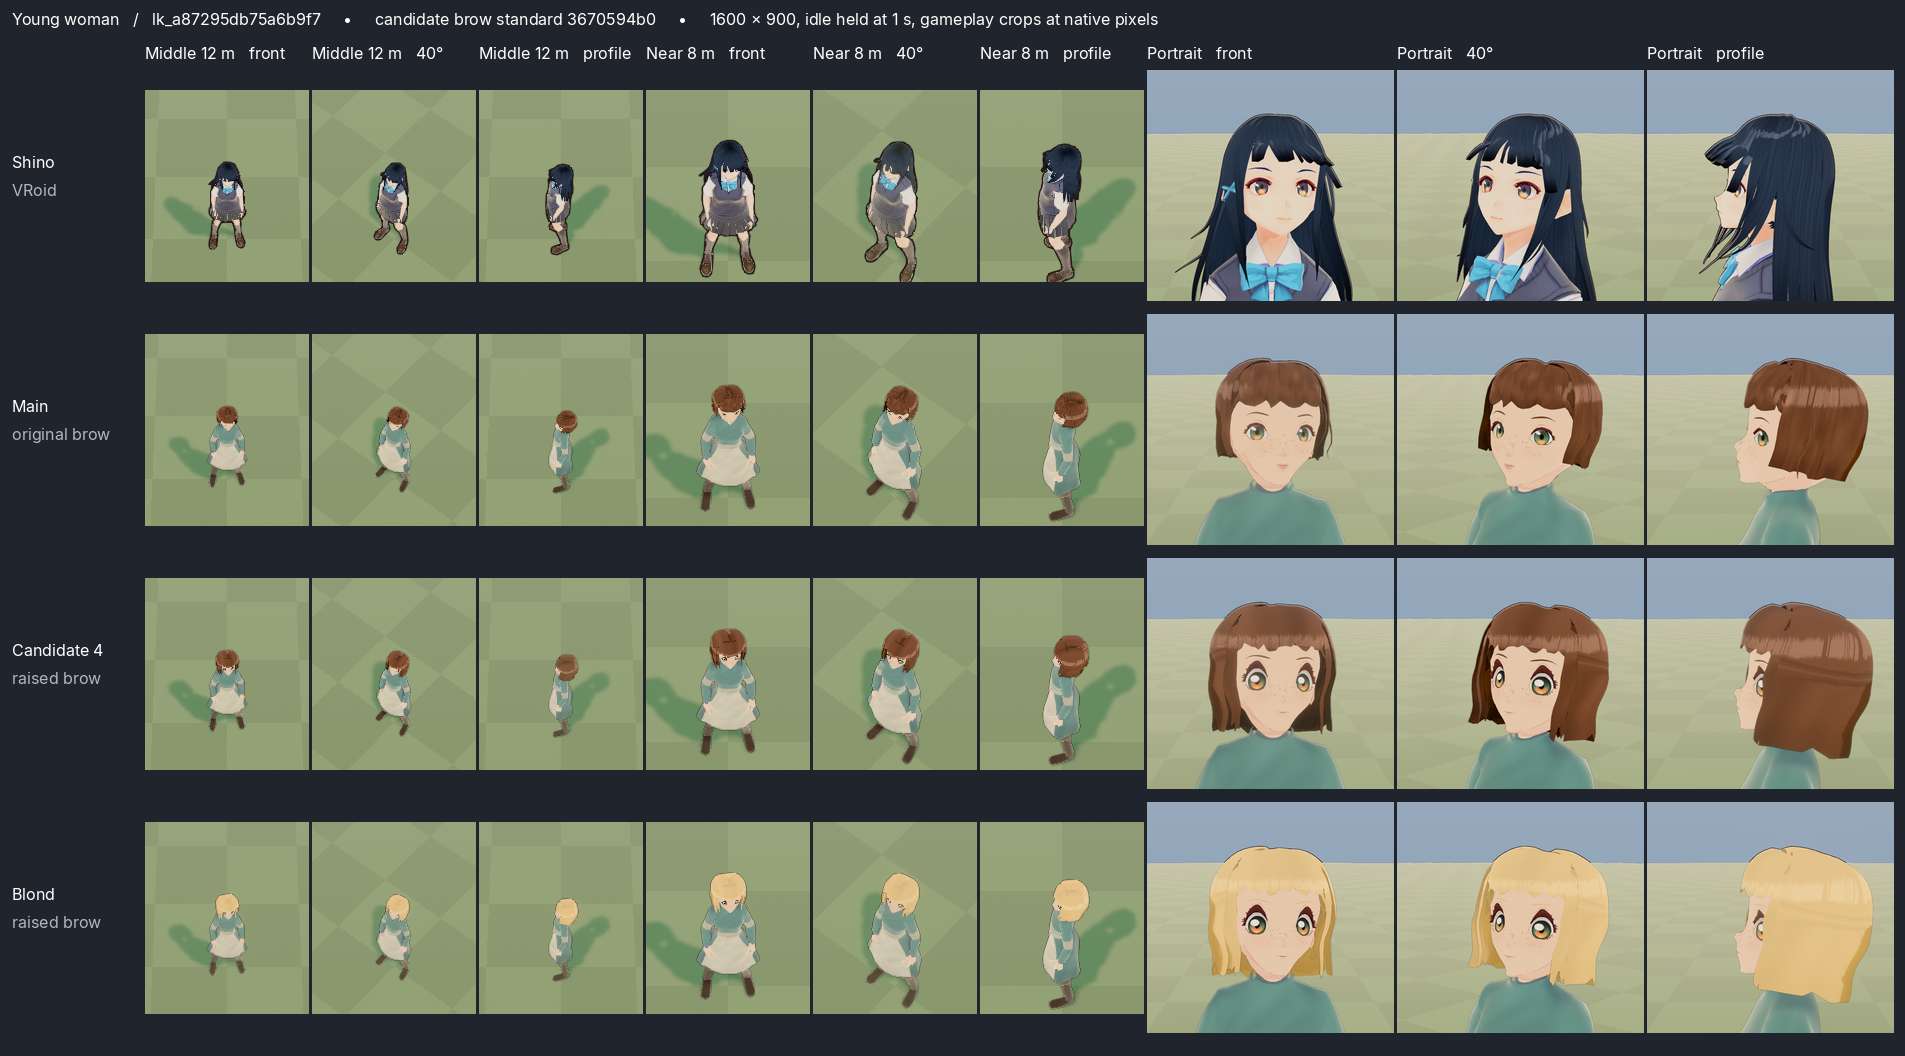 Young woman / lk_a87295db75a6b9f7 • candidate brow standard 3670594b0 • 1600 × 900, idle held at 1 s, gameplay crops at native pixels
Middle 12 m front Middle 12 m 40° Middle 12 m profile Near 8 m front Near 8 m 40° Near 8 m profile Portrait front Portrait 40° Portrait profile
Shino
VRoid
Main
original brow
Candidate 4
raised brow
Blond
raised brow